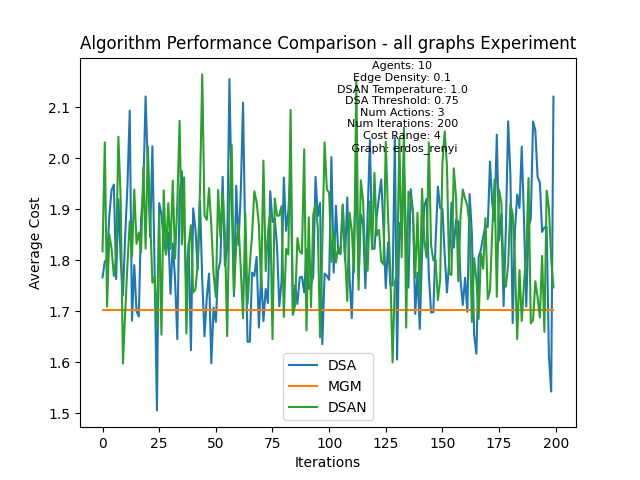 Algorithm Performance Comparison - all graphs Experiment
Agents: 10
Edge Density: 0.1
DSAN Temperature: 1.0
DSA Threshold: 0.75
Num Actions: 3
Num Iterations: 200
Cost Range: 4
Graph: erdos_renyi
Average Cost
2.1
2.0
1.9
1.8
1.7
1.6
1.5
DSA
MGM
DSAN
0 25 50 75 100 125 150 175 200
Iterations